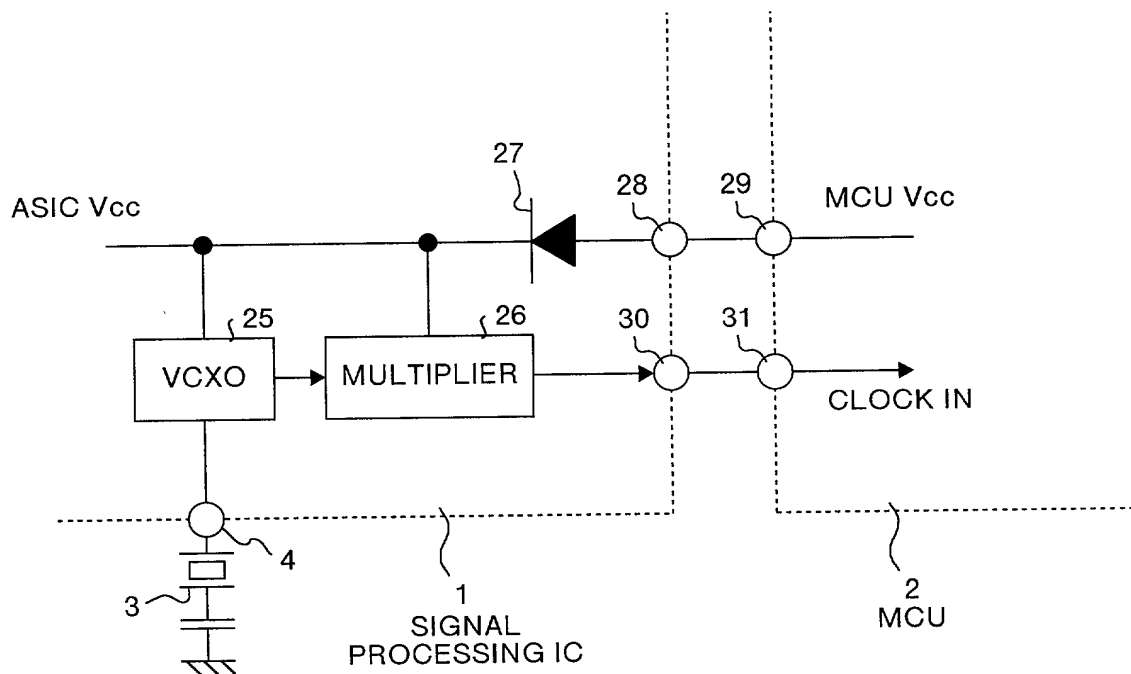 27
28
29
ASIC Vcc
MCU Vcc
25
26
30
31
VCXO
MULTIPLIER
CLOCK IN
4
3
1
SIGNAL
PROCESSING IC
2
MCU